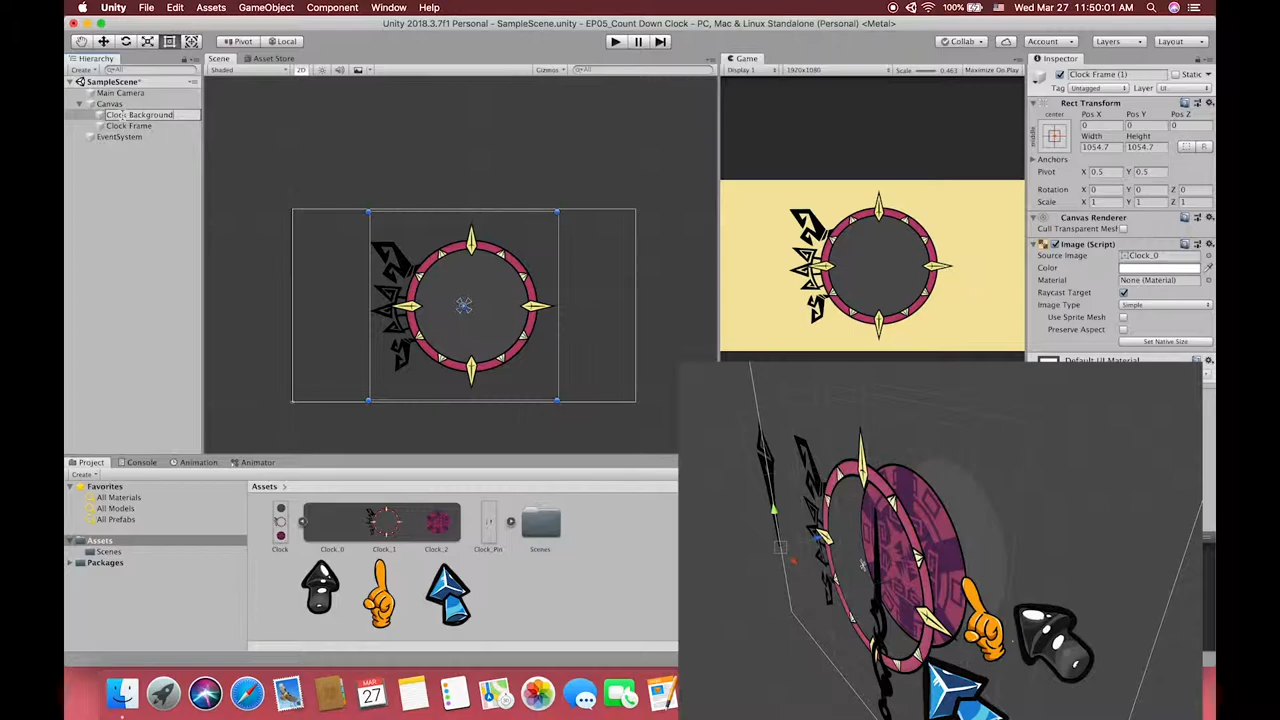 Unity File Edit Assets GameObject Component Window Help 100% Wed Mar 27 11:50:01 AM
Unity 2018.3.7f1 Personal - SampleScene.unity - EP05_Count Down Clock - PC, Mac & Linux Standalone (Personal) <Metal>
Pivot Local Collab Account Layers Layout
Hierarchy Scene Asset Store Game Inspector
Create All Shaded 2D Gizmos All Display 1 1920x1080 Scale 0.463 Maximize On Play
Clock Frame (1) Static
Tag Untagged Layer UI
SampleScene*
Main Camera
Canvas
Clock Background
Clock Frame
EventSystem
Rect Transform
center
middle
Pos X Pos Y Pos Z
0 0 0
Width Height
1054.7 1054.7
R
Anchors
Pivot X 0.5 Y 0.5
Rotation X 0 Y 0 Z 0
Scale X 1 Y 1 Z 1
Canvas Renderer
Cull Transparent Mesh
Image (Script)
Source Image Clock_0
Color
Material None (Material)
Raycast Target
Image Type Simple
Use Sprite Mesh
Preserve Aspect
Set Native Size
Default UI Material
Project Console Animation Animator
Create
Favorites
All Materials
All Models
All Prefabs
Assets
Scenes
Packages
Assets
Clock Clock_0 Clock_1 Clock_2 Clock_Pin Scenes
MAR
27